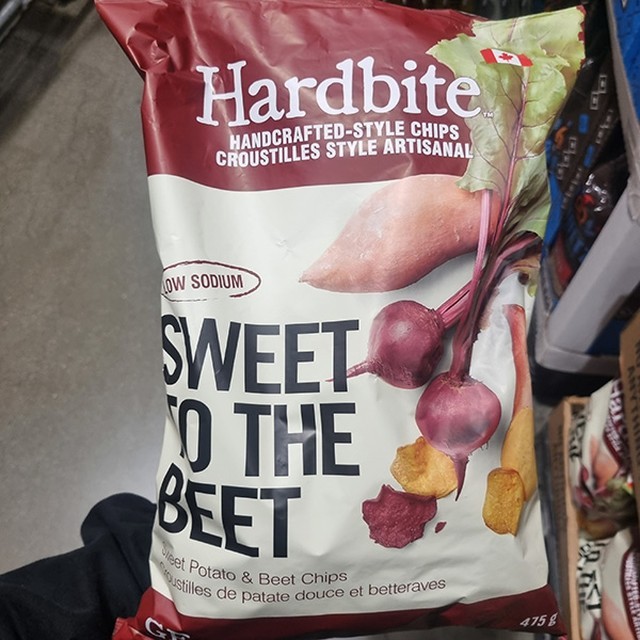 Hardbite™
HANDCRAFTED-STYLE CHIPS
CROUSTILLES STYLE ARTISANAL
LOW SODIUM
SWEET
TO THE
BEET
Sweet Potato & Beet Chips
Croustilles de patate douce et betteraves
475 g